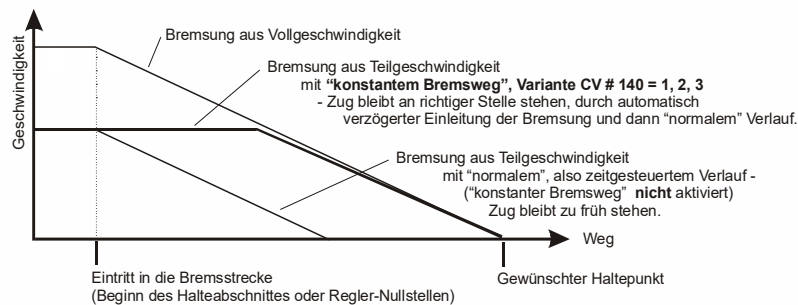 Geschwindigkeit
Bremsung aus Vollgeschwindigkeit
Bremsung aus Teilgeschwindigkeit
mit “konstantem Bremsweg”, Variante CV # 140 = 1, 2, 3
- Zug bleibt an richtiger Stelle stehen, durch automatisch
verzögerter Einleitung der Bremsung und dann “normalem” Verlauf.
Bremsung aus Teilgeschwindigkeit
mit “normalem”, also zeitgesteuertem Verlauf -
(“konstanter Bremsweg” nicht aktiviert)
Zug bleibt zu früh stehen.
Weg
Eintritt in die Bremsstrecke
(Beginn des Halteabschnittes oder Regler-Nullstellen)
Gewünschter Haltepunkt